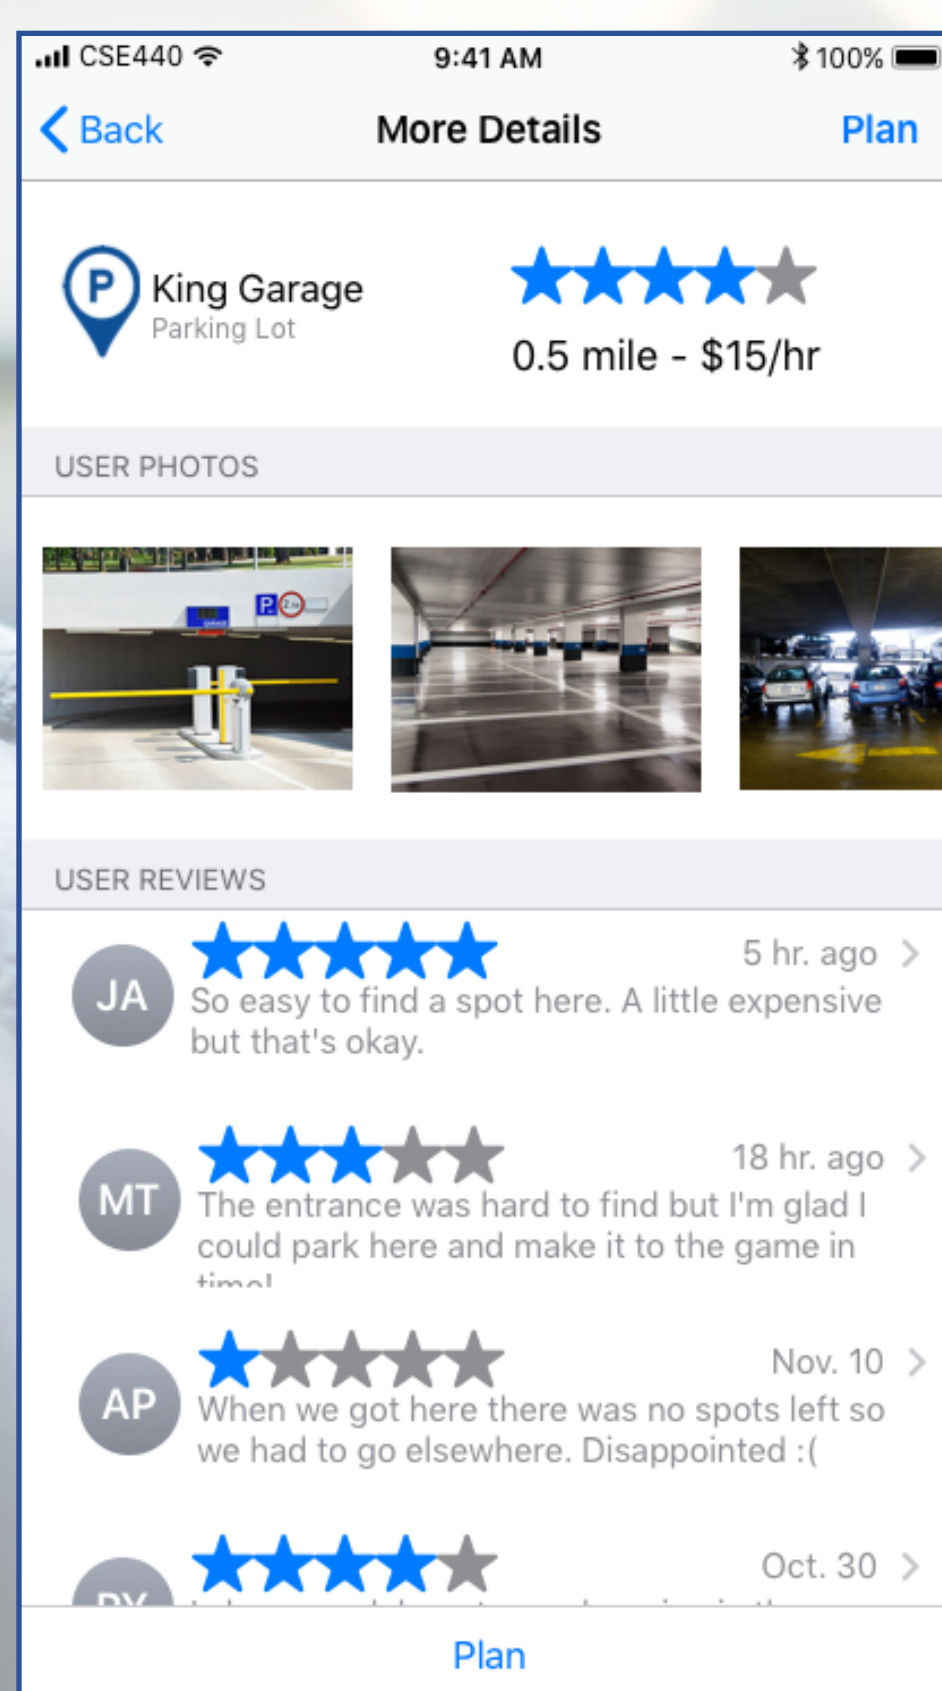 CSE440
9:41 AM
100%
Back
More Details
Plan
P
King Garage
Parking Lot
0.5 mile - $15/hr
USER PHOTOS
P
USER REVIEWS
5 hr. ago
JA
So easy to find a spot here. A little expensive
but that's okay.
18 hr. ago
MT
The entrance was hard to find but I'm glad I
could park here and make it to the game in
time!
Nov. 10
AP
When we got here there was no spots left so
we had to go elsewhere. Disappointed :(
Oct. 30
Plan